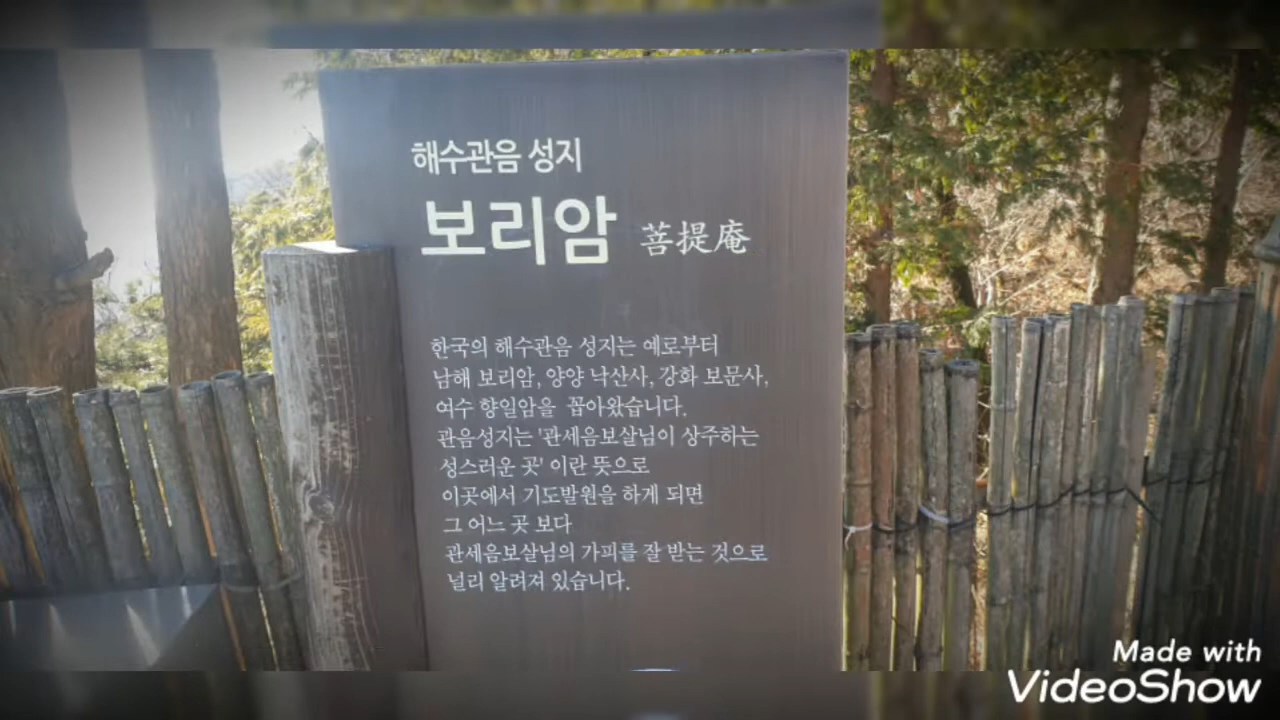 해수관음 성지
보리암 菩提庵
한국의 해수관음 성지는 예로부터
남해 보리암, 양양 낙산사, 강화 보문사,
여수 향일암을 꼽아왔습니다.
관음성지는 '관세음보살님이 상주하는
성스러운 곳' 이란 뜻으로
이곳에서 기도발원을 하게 되면
그 어느 곳 보다
관세음보살님의 가피를 잘 받는 것으로
널리 알려져 있습니다.
Made with
VideoShow